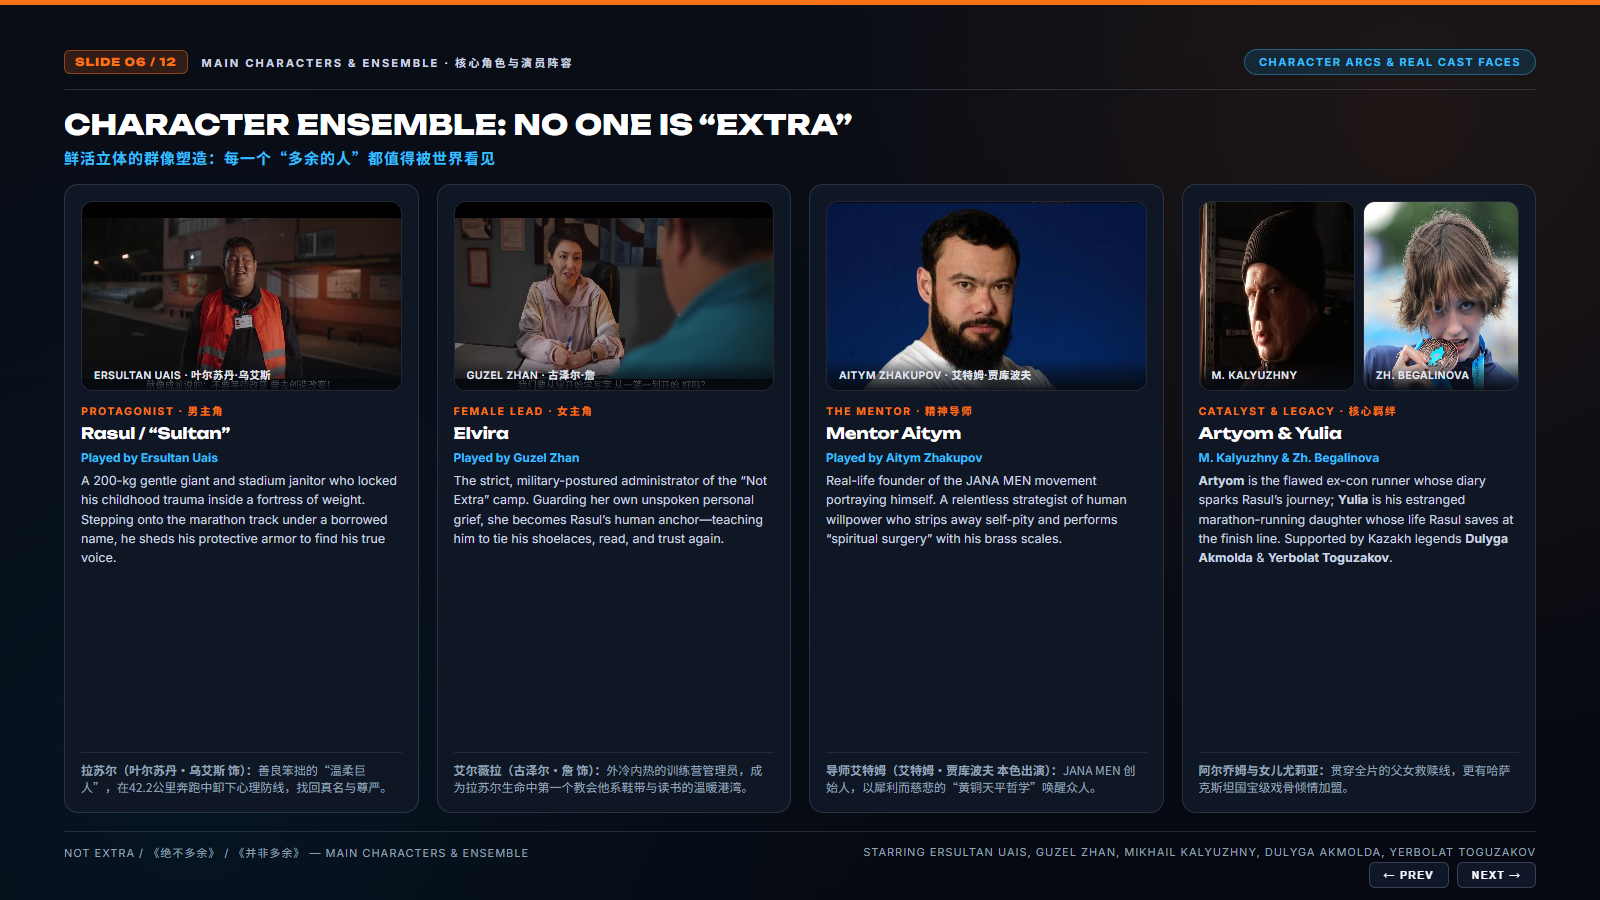 SLIDE 06 / 12
MAIN CHARACTERS & ENSEMBLE · 核心角色与演员阵容
CHARACTER ARCS & REAL CAST FACES
CHARACTER ENSEMBLE: NO ONE IS “EXTRA”
鲜活立体的群像塑造：每一个“多余的人”都值得被世界看见
ERSULTAN UAIS · 叶尔苏丹·乌艾斯
PROTAGONIST · 男主角
Rasul / “Sultan”
Played by Ersultan Uais
A 200-kg gentle giant and stadium janitor who locked
his childhood trauma inside a fortress of weight.
Stepping onto the marathon track under a borrowed
name, he sheds his protective armor to find his true
voice.
拉苏尔（叶尔苏丹·乌艾斯 饰）：善良笨拙的“温柔巨
人”，在42.2公里奔跑中卸下心理防线，找回真名与尊严。
GUZEL ZHAN · 古泽尔·詹
FEMALE LEAD · 女主角
Elvira
Played by Guzel Zhan
The strict, military-postured administrator of the “Not
Extra” camp. Guarding her own unspoken personal
grief, she becomes Rasul’s human anchor—teaching
him to tie his shoelaces, read, and trust again.
艾尔薇拉（古泽尔·詹 饰）：外冷内热的训练营管理员，成
为拉苏尔生命中第一个教会他系鞋带与读书的温暖港湾。
AITYM ZHAKUPOV · 艾特姆·贾库波夫
THE MENTOR · 精神导师
Mentor Aitym
Played by Aitym Zhakupov
Real-life founder of the JANA MEN movement
portraying himself. A relentless strategist of human
willpower who strips away self-pity and performs
“spiritual surgery” with his brass scales.
导师艾特姆（艾特姆·贾库波夫 本色出演）：JANA MEN 创
始人，以犀利而慈悲的“黄铜天平哲学”唤醒众人。
M. KALYUZHNY
ZH. BEGALINOVA
CATALYST & LEGACY · 核心羁绊
Artyom & Yulia
M. Kalyuzhny & Zh. Begalinova
Artyom is the flawed ex-con runner whose diary
sparks Rasul’s journey; Yulia is his estranged
marathon-running daughter whose life Rasul saves at
the finish line. Supported by Kazakh legends Dulyga
Akmolda & Yerbolat Toguzakov.
阿尔乔姆与女儿尤莉亚：贯穿全片的父女救赎线，更有哈萨
克斯坦国宝级戏骨倾情加盟。
NOT EXTRA / 《绝不多余》 / 《并非多余》 — MAIN CHARACTERS & ENSEMBLE
STARRING ERSULTAN UAIS, GUZEL ZHAN, MIKHAIL KALYUZHNY, DULYGA AKMOLDA, YERBOLAT TOGUZAKOV
← PREV
NEXT →